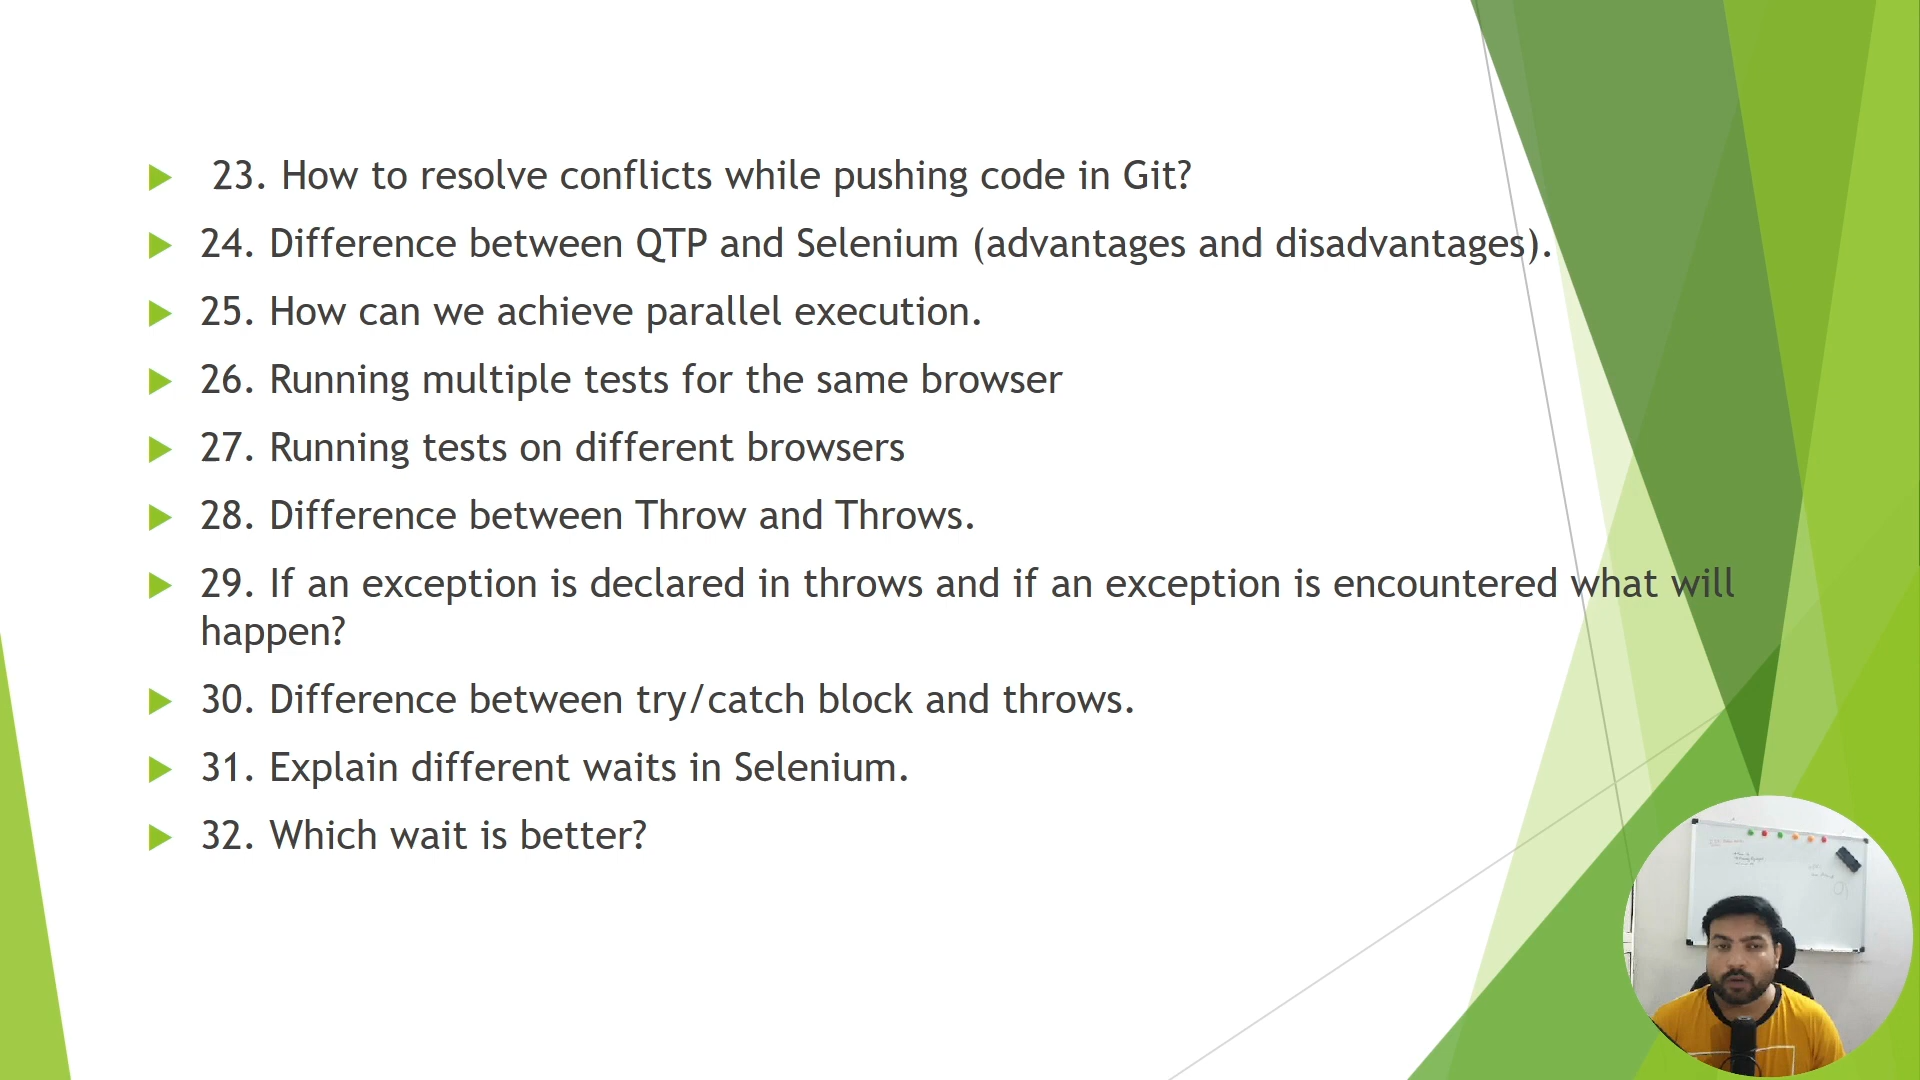 23. How to resolve conflicts while pushing code in Git?
24. Difference between QTP and Selenium (advantages and disadvantages).
25. How can we achieve parallel execution.
26. Running multiple tests for the same browser
27. Running tests on different browsers
28. Difference between Throw and Throws.
29. If an exception is declared in throws and if an exception is encountered what will
happen?
30. Difference between try/catch block and throws.
31. Explain different waits in Selenium.
32. Which wait is better?